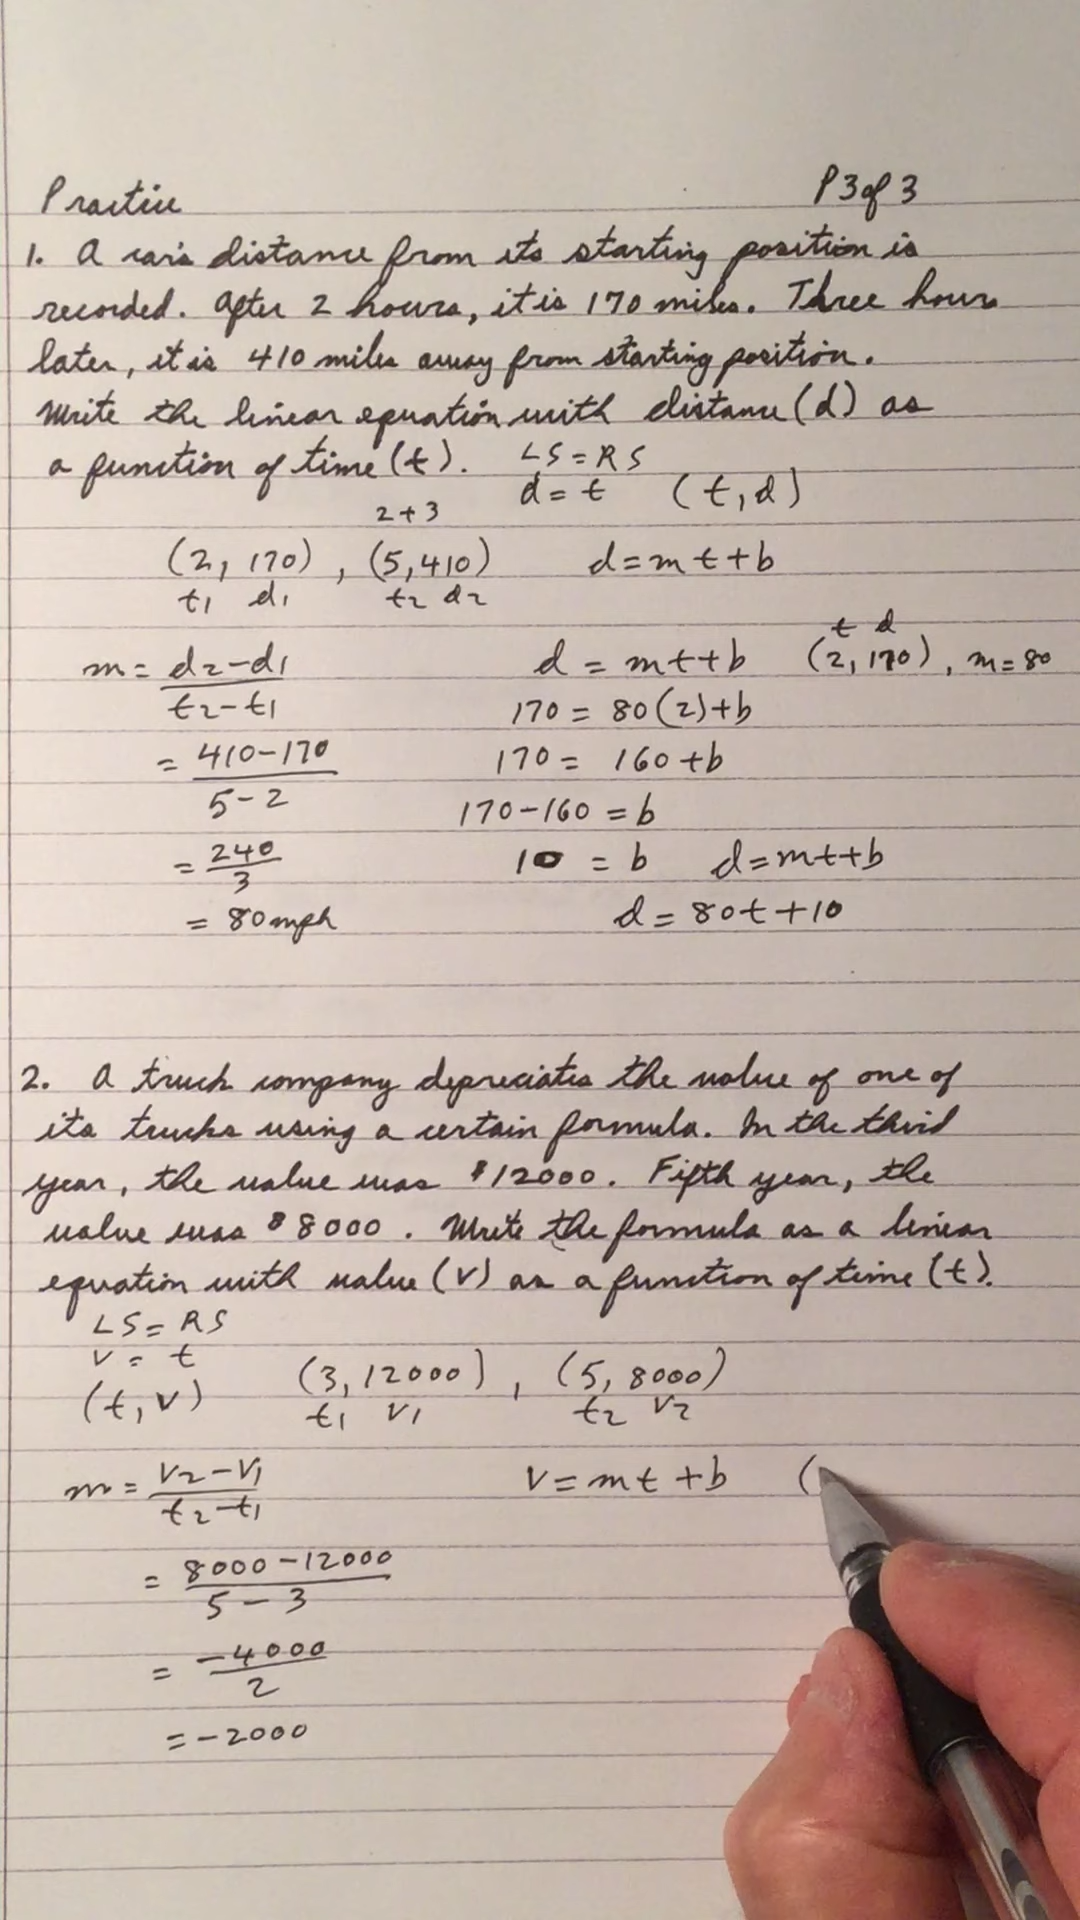 Practice P3of 3
1. A car's distance from its starting position is
recorded. After 2 hours, it is 170 miles. Three hours
later, it is 410 miles away from starting position.
Write the linear equation with distance (d) as
a function of time (t). LS = RS
d = t (t, d)
2+3
(2, 170) , (5, 410) d = mt + b
t1 d1 t2 d2
t d
m = d2-d1 d = mt+b (2, 170) , m = 80
t2-t1 170 = 80(2)+b
= 410-170 170 = 160 +b
5-2 170-160 = b
= 240 10 = b d=mt+b
3
= 80mph d = 80t +10
2. A truck company depreciates the value of one of
its trucks using a certain formula. In the third
year, the value was $12000. Fifth year, the
value was $8000. Write the formula as a linear
equation with value (V) as a function of time (t).
LS = RS
V = t (3, 12000) , (5, 8000)
(t, V) t1 V1 t2 V2
m = V2-V1 V = mt +b (
t2-t1
= 8000-12000
5-3
= -4000
2
= -2000